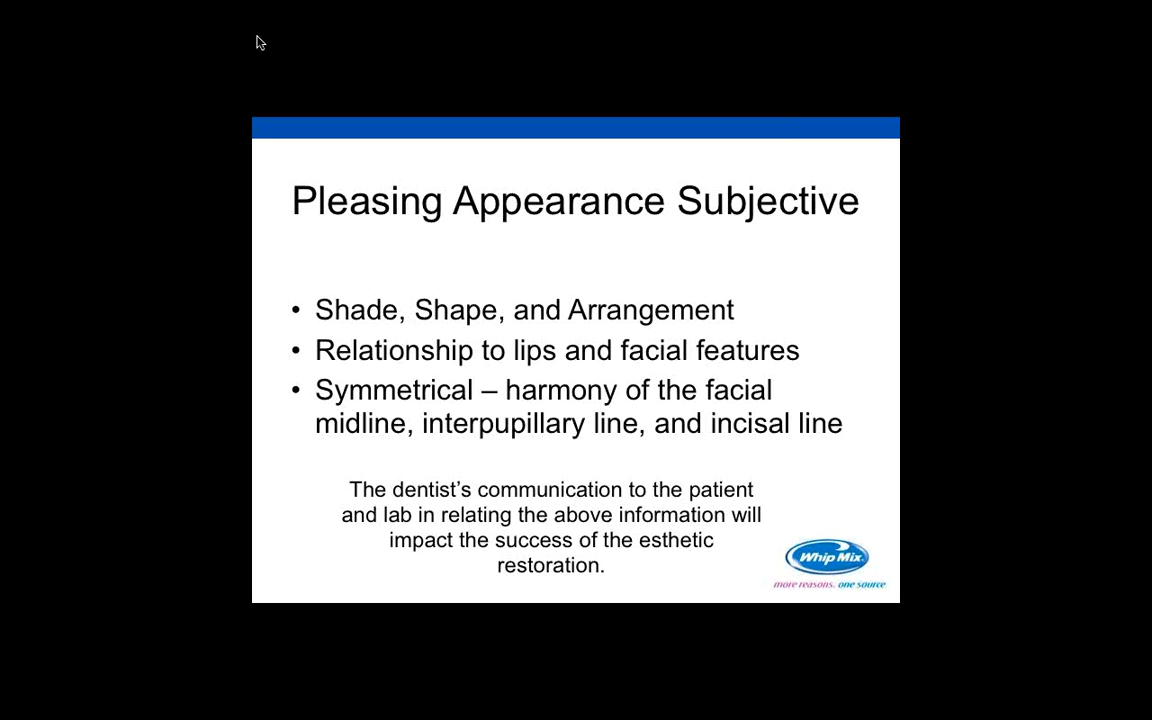 Pleasing Appearance Subjective
• Shade, Shape, and Arrangement
• Relationship to lips and facial features
• Symmetrical – harmony of the facial
midline, interpupillary line, and incisal line
The dentist’s communication to the patient
and lab in relating the above information will
impact the success of the esthetic
restoration.
Whip Mix
more reasons. one source